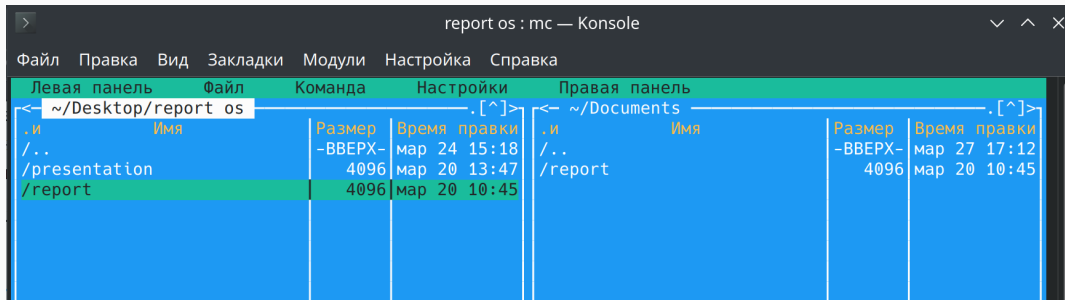 report os : mc — Konsole
Файл Правка Вид Закладки Модули Настройка Справка
Левая панель Файл Команда Настройки Правая панель
<— ~/Desktop/report os .[^]> <— ~/Documents .[^]>
.и Имя Размер Время правки .и Имя Размер Время правки
/.. -ВВЕРХ- мар 24 15:18 /.. -ВВЕРХ- мар 27 17:12
/presentation 4096 мар 20 13:47 /report 4096 мар 20 10:45
/report 4096 мар 20 10:45